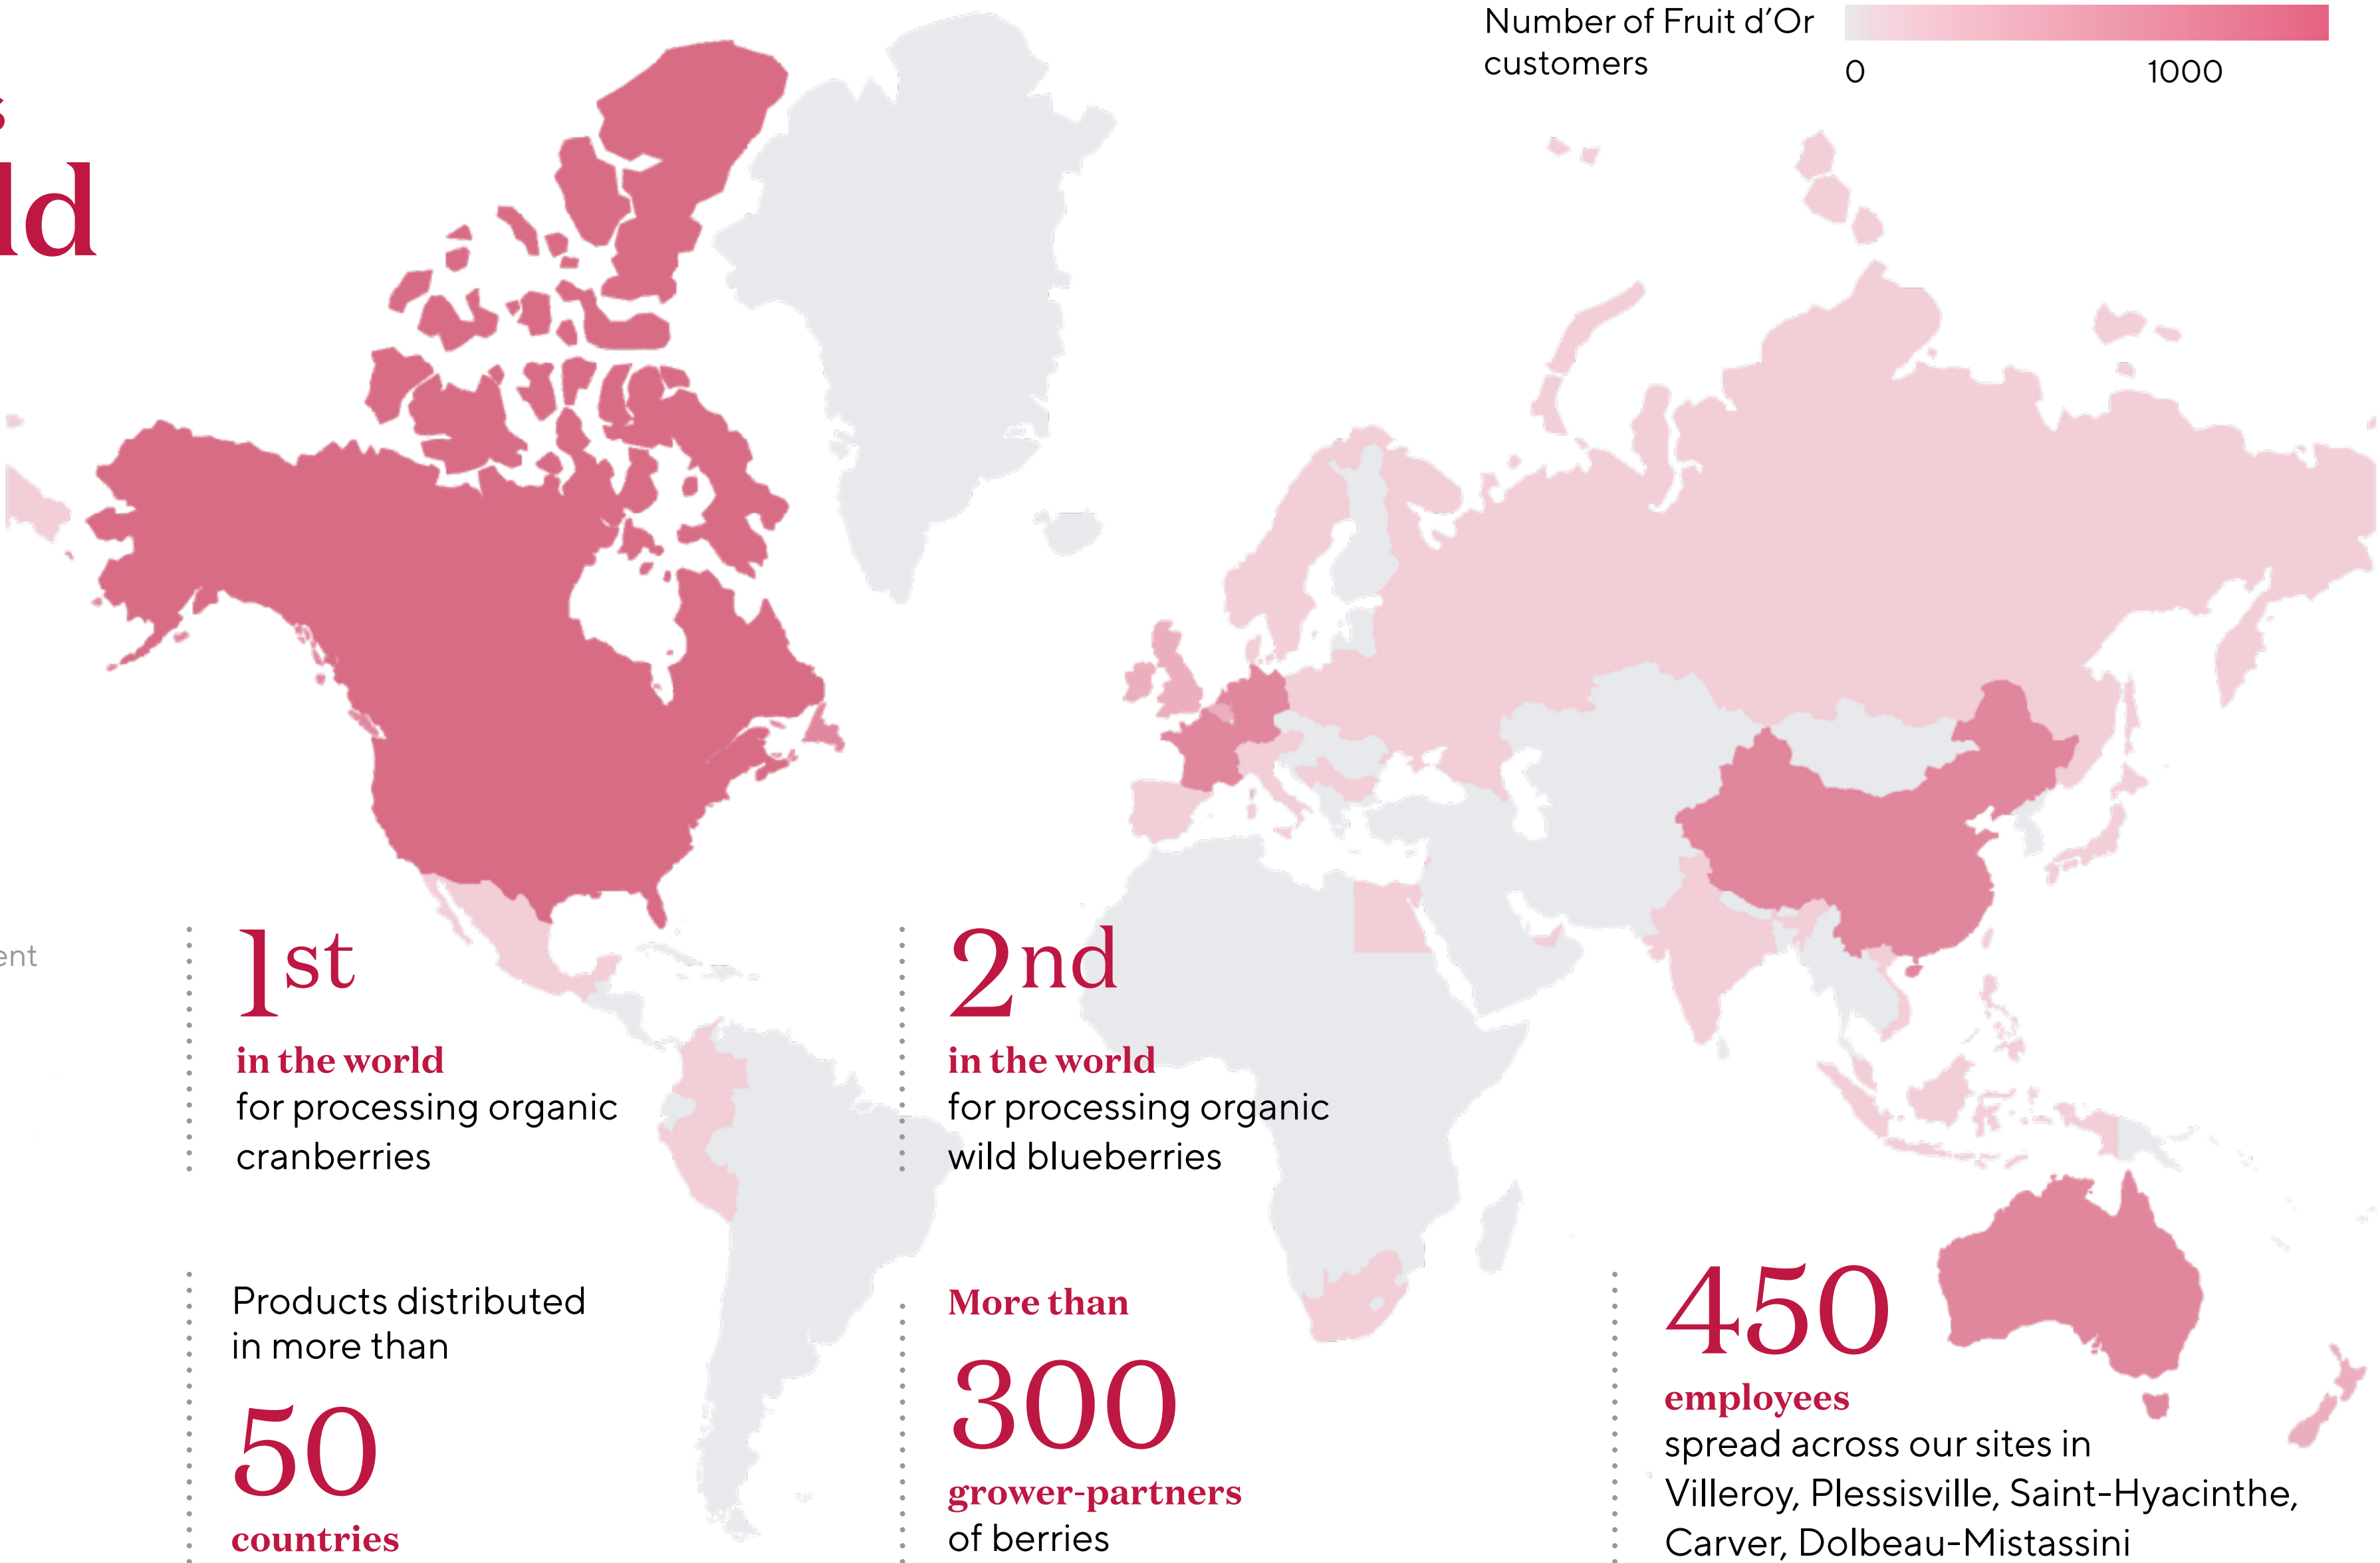 Number of Fruit d'Or
customers
0
1000
ld
ent
1st
in the world
for processing organic
cranberries
2nd
in the world
for processing organic
wild blueberries
Products distributed
in more than
50
countries
More than
300
grower-partners
of berries
450
employees
spread across our sites in
Villeroy, Plessisville, Saint-Hyacinthe,
Carver, Dolbeau-Mistassini